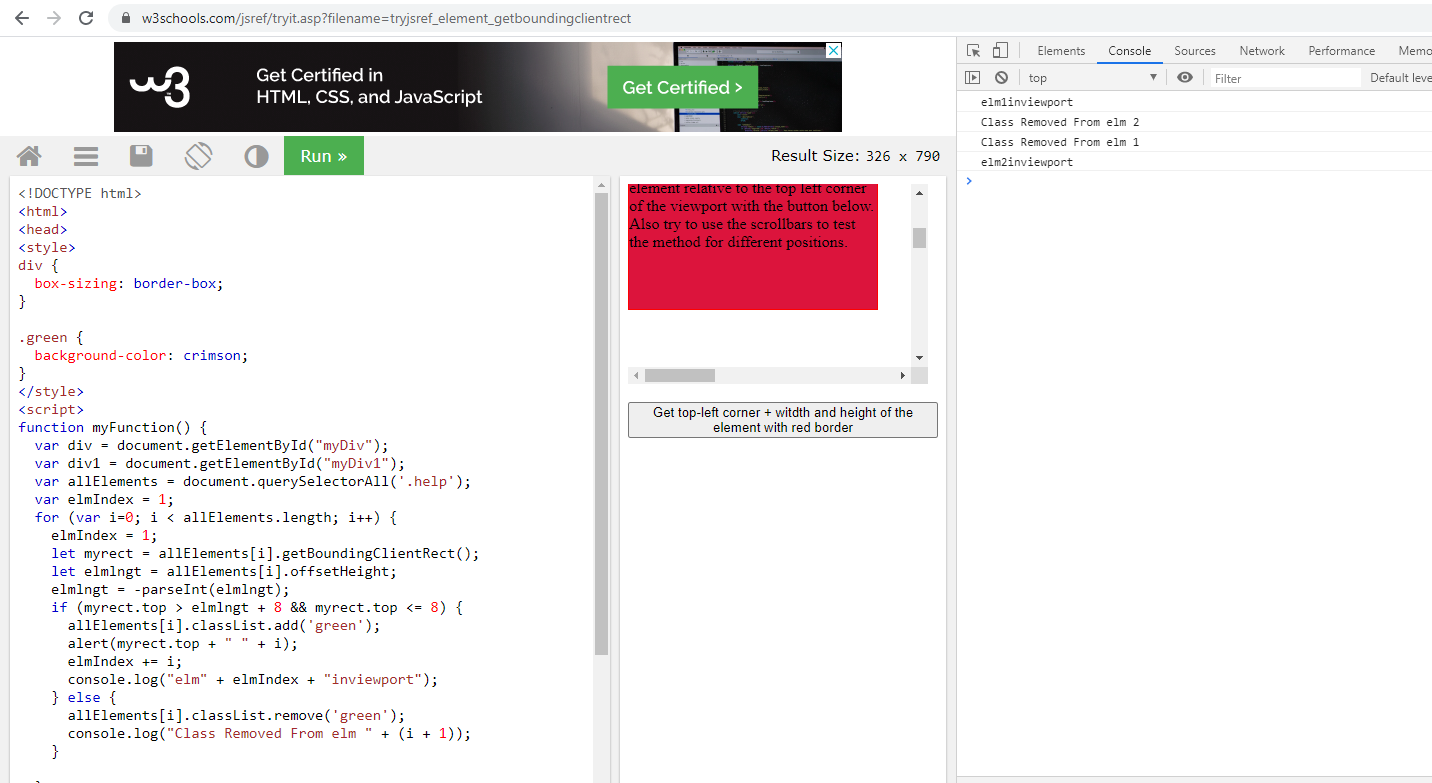 w3schools.com/jsref/tryit.asp?filename=tryjsref_element_getboundingclientrect
w3
Get Certified in
HTML, CSS, and JavaScript
Get Certified >
Run »
Result Size: 326 x 790
<!DOCTYPE html>
<html>
<head>
<style>
div {
  box-sizing: border-box;
}

.green {
  background-color: crimson;
}
</style>
<script>
function myFunction() {
  var div = document.getElementById("myDiv");
  var div1 = document.getElementById("myDiv1");
  var allElements = document.querySelectorAll('.help');
  var elmIndex = 1;
  for (var i=0; i < allElements.length; i++) {
    elmIndex = 1;
    let myrect = allElements[i].getBoundingClientRect();
    let elmlngt = allElements[i].offsetHeight;
    elmlngt = -parseInt(elmlngt);
    if (myrect.top > elmlngt + 8 && myrect.top <= 8) {
      allElements[i].classList.add('green');
      alert(myrect.top + " " + i);
      elmIndex += i;
      console.log("elm" + elmIndex + "inviewport");
    } else {
      allElements[i].classList.remove('green');
      console.log("Class Removed From elm " + (i + 1));
    }
element relative to the top left corner
of the viewport with the button below.
Also try to use the scrollbars to test
the method for different positions.
Get top-left corner + witdth and height of the
element with red border
Elements Console Sources Network Performance Memo
top Filter Default leve
elm1inviewport
Class Removed From elm 2
Class Removed From elm 1
elm2inviewport